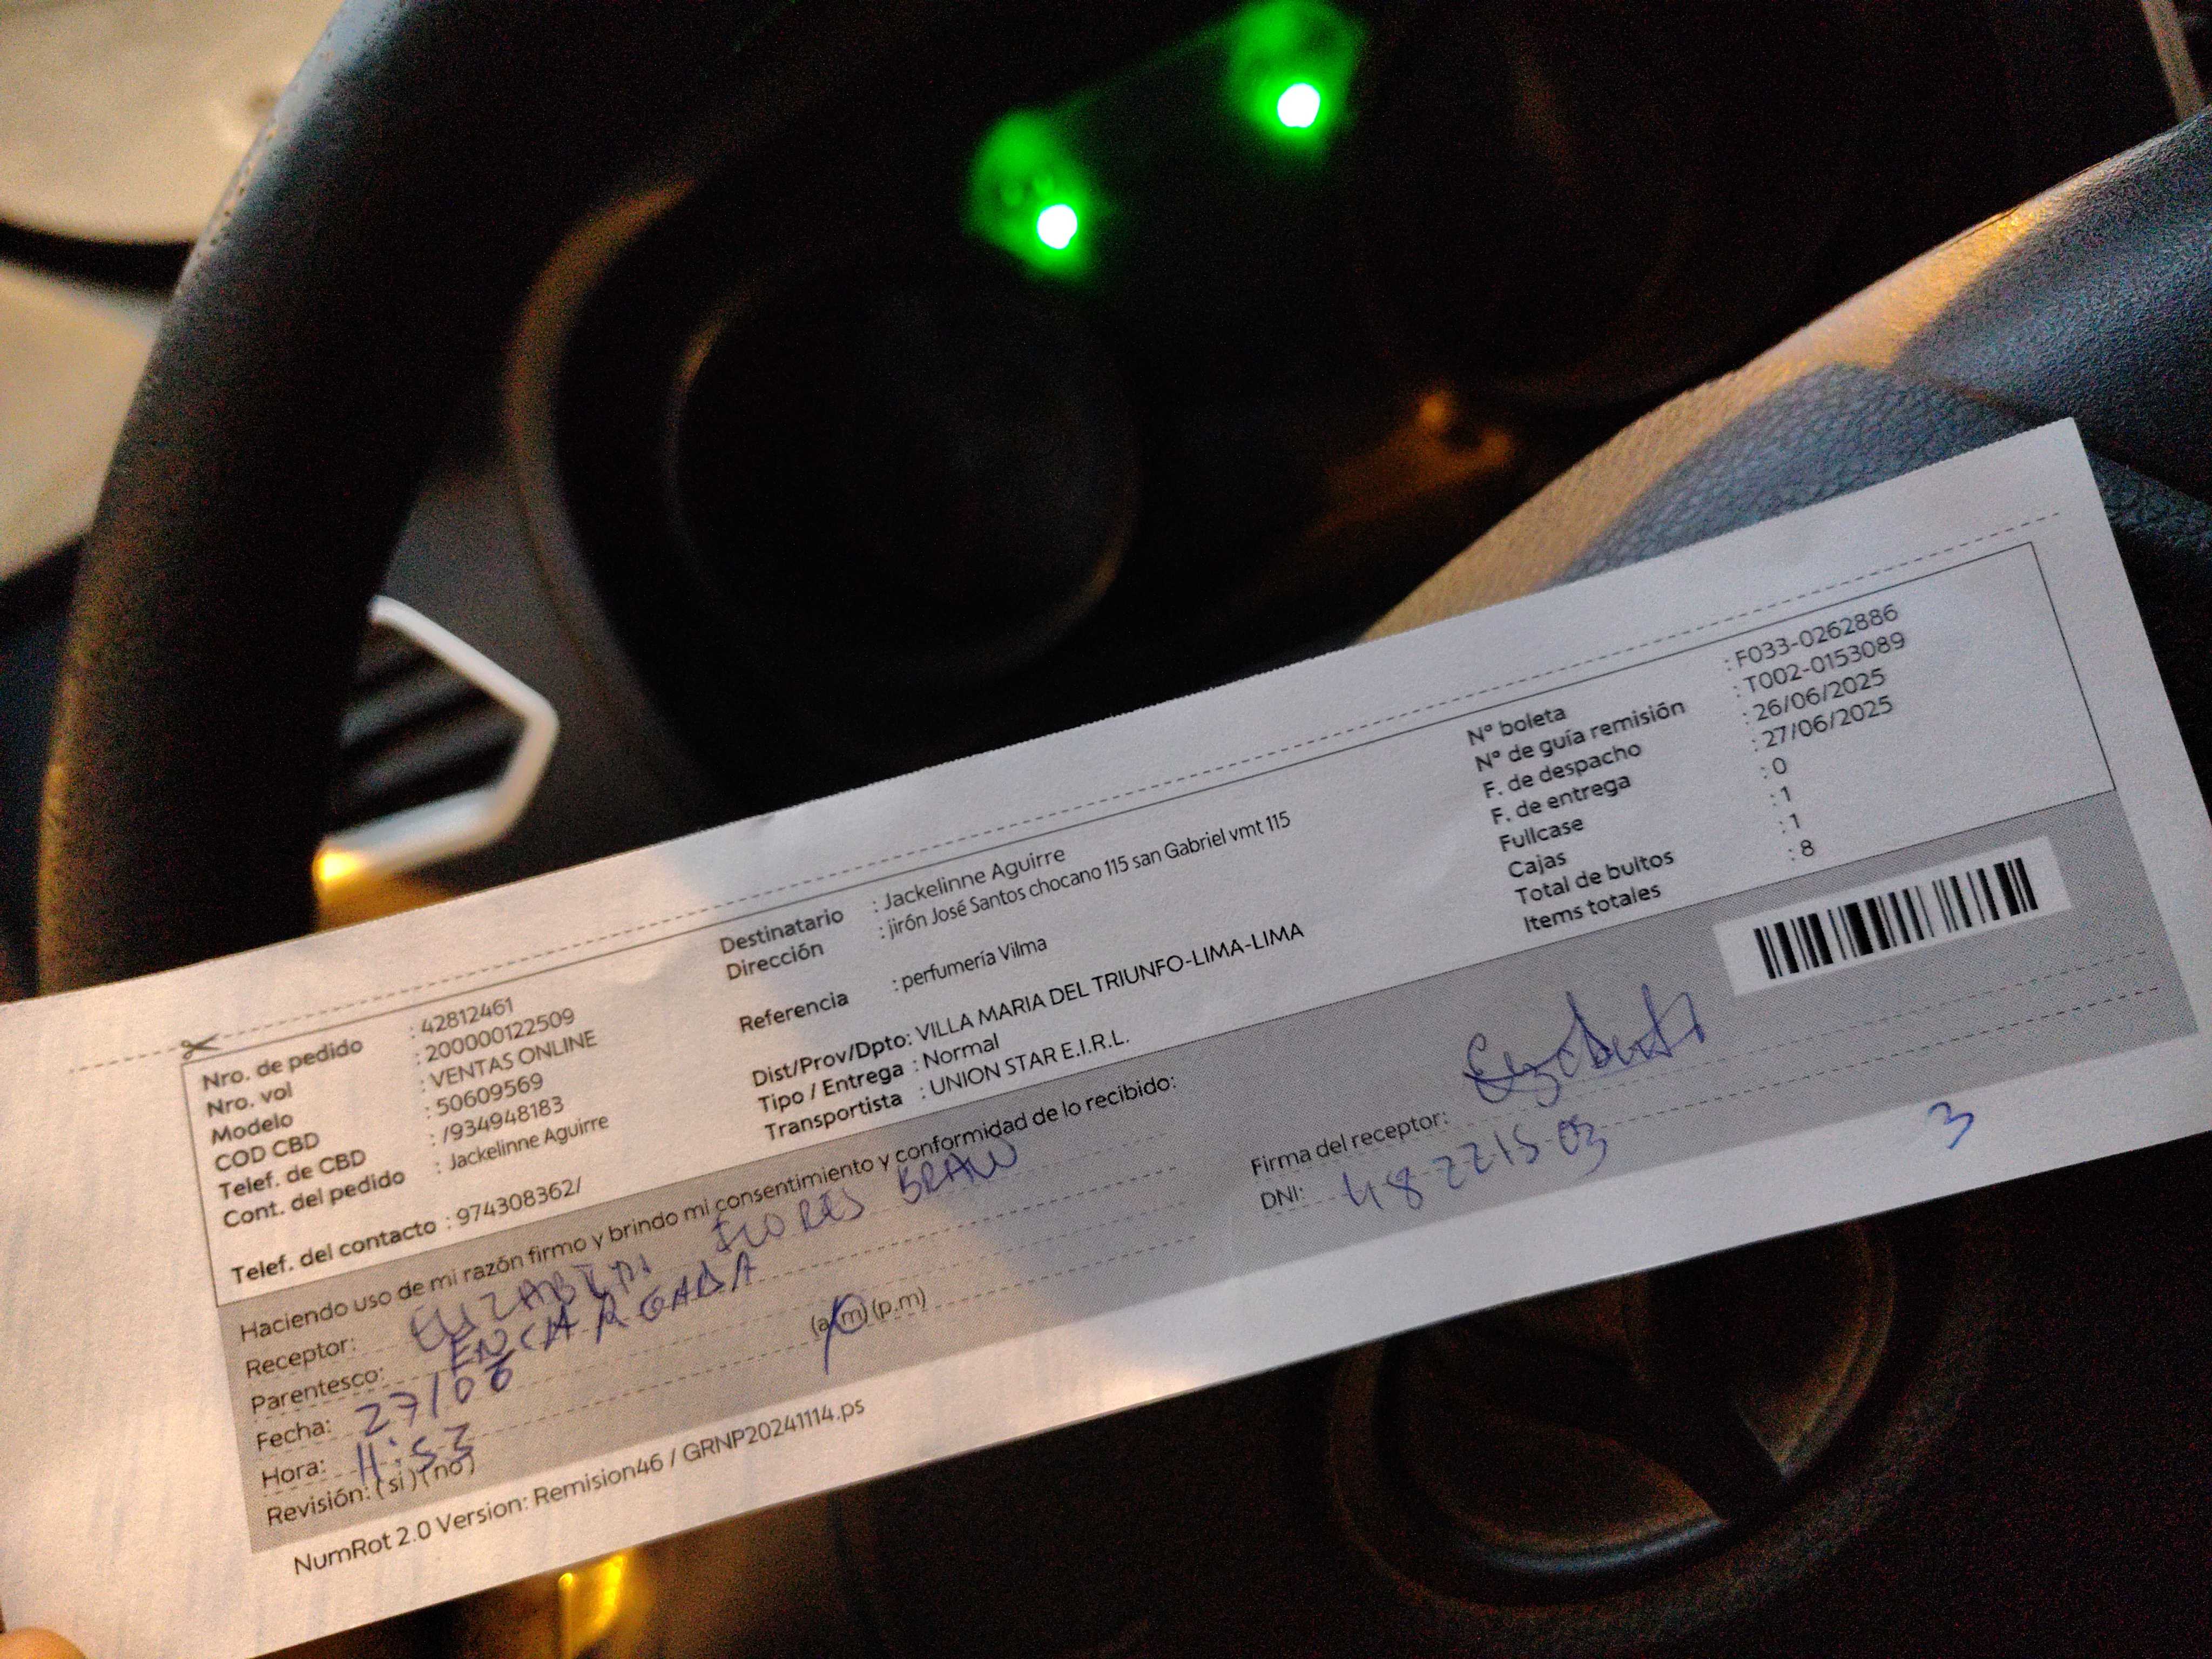 Nro. de pedido : 42812461
Nro. vol : 200000122509
Modelo : VENTAS ONLINE
COD CBD : 50609569
Telef. de CBD : /934948183
Cont. del pedido : Jackelinne Aguirre
Telef. del contacto : 974308362/
Destinatario : Jackelinne Aguirre
Dirección : jirón José Santos chocano 115 san Gabriel vmt 115
Referencia : perfumería Vilma
Dist/Prov/Dpto: VILLA MARIA DEL TRIUNFO-LIMA-LIMA
Tipo / Entrega : Normal
Transportista : UNION STAR E.I.R.L.
N° boleta : F033-0262886
N° de guía remisión : T002-0153089
F. de despacho : 26/06/2025
F. de entrega : 27/06/2025
Fullcase : 0
Cajas : 1
Total de bultos : 1
Items totales : 8
Haciendo uso de mi razón firmo y brindo mi consentimiento y conformidad de lo recibido:
Receptor: ELIZABETH FLORES
Parentesco: ENCARGADA
Fecha: 27/06
Hora: 11:53 (a.m) (p.m)
Revisión: ( si ) ( no )
Firma del receptor:
DNI: 48221503
3
NumRot 2.0 Version: Remision46 / GRNP20241114.ps